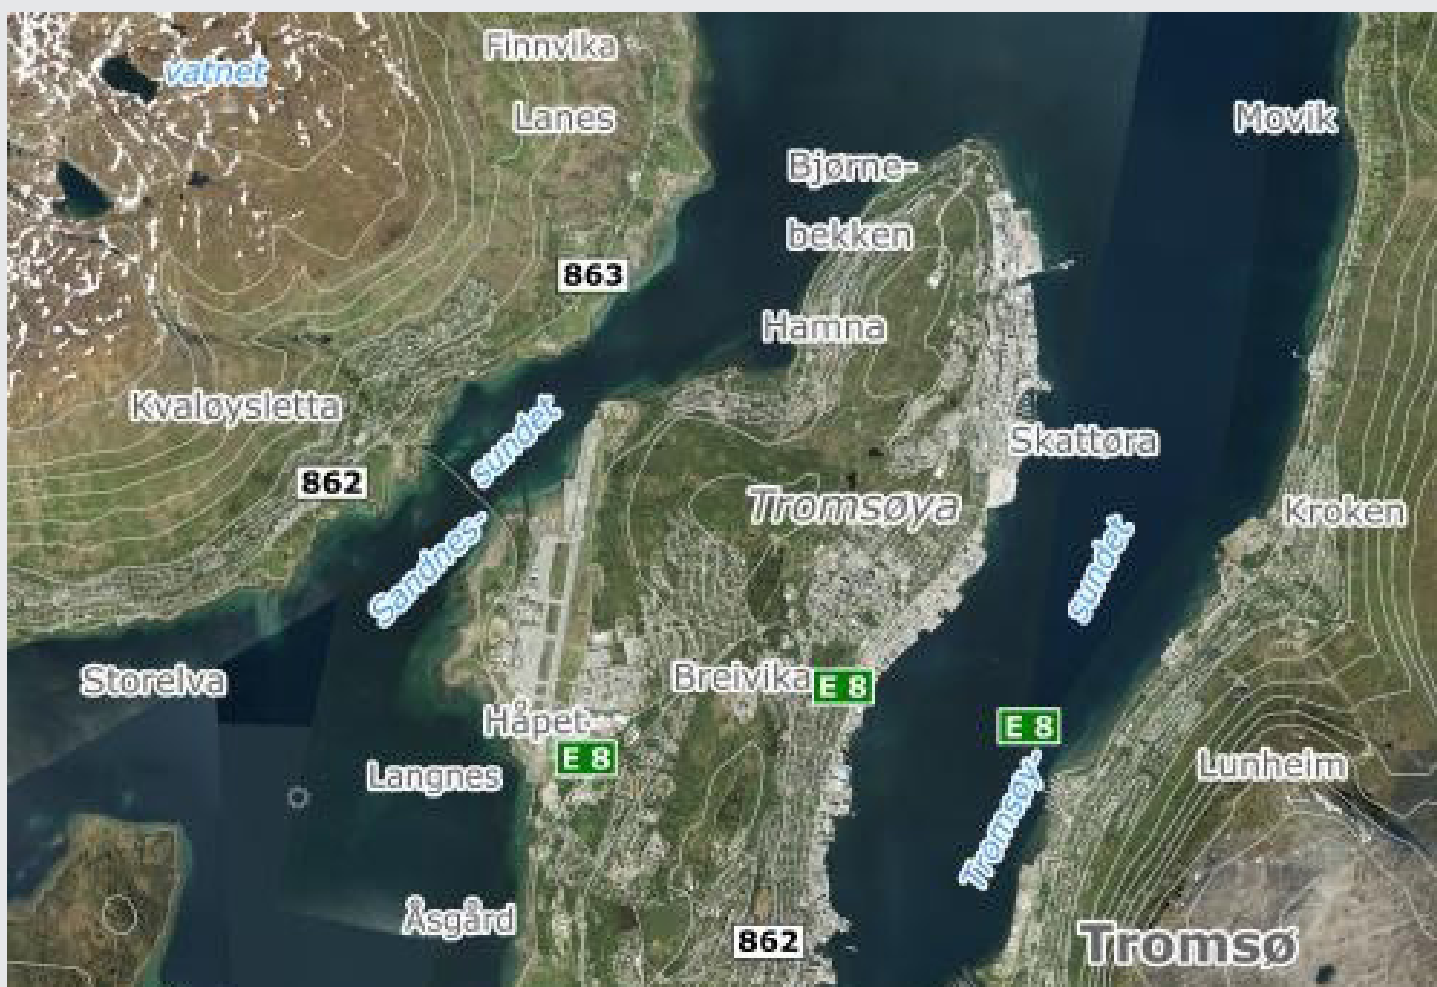 Finnvika
vatnet
Lanes
Movik
Bjørne-
bekken
863
Hamna
Kvaløysletta
sundet
Skattøra
862
Tromsøya
Kroken
Sandnes-
sundet
Storelva
Breivika
E 8
Håpet
E 8
E 8
Langnes
Lunheim
Tromsøy-
Åsgård
862
Tromsø